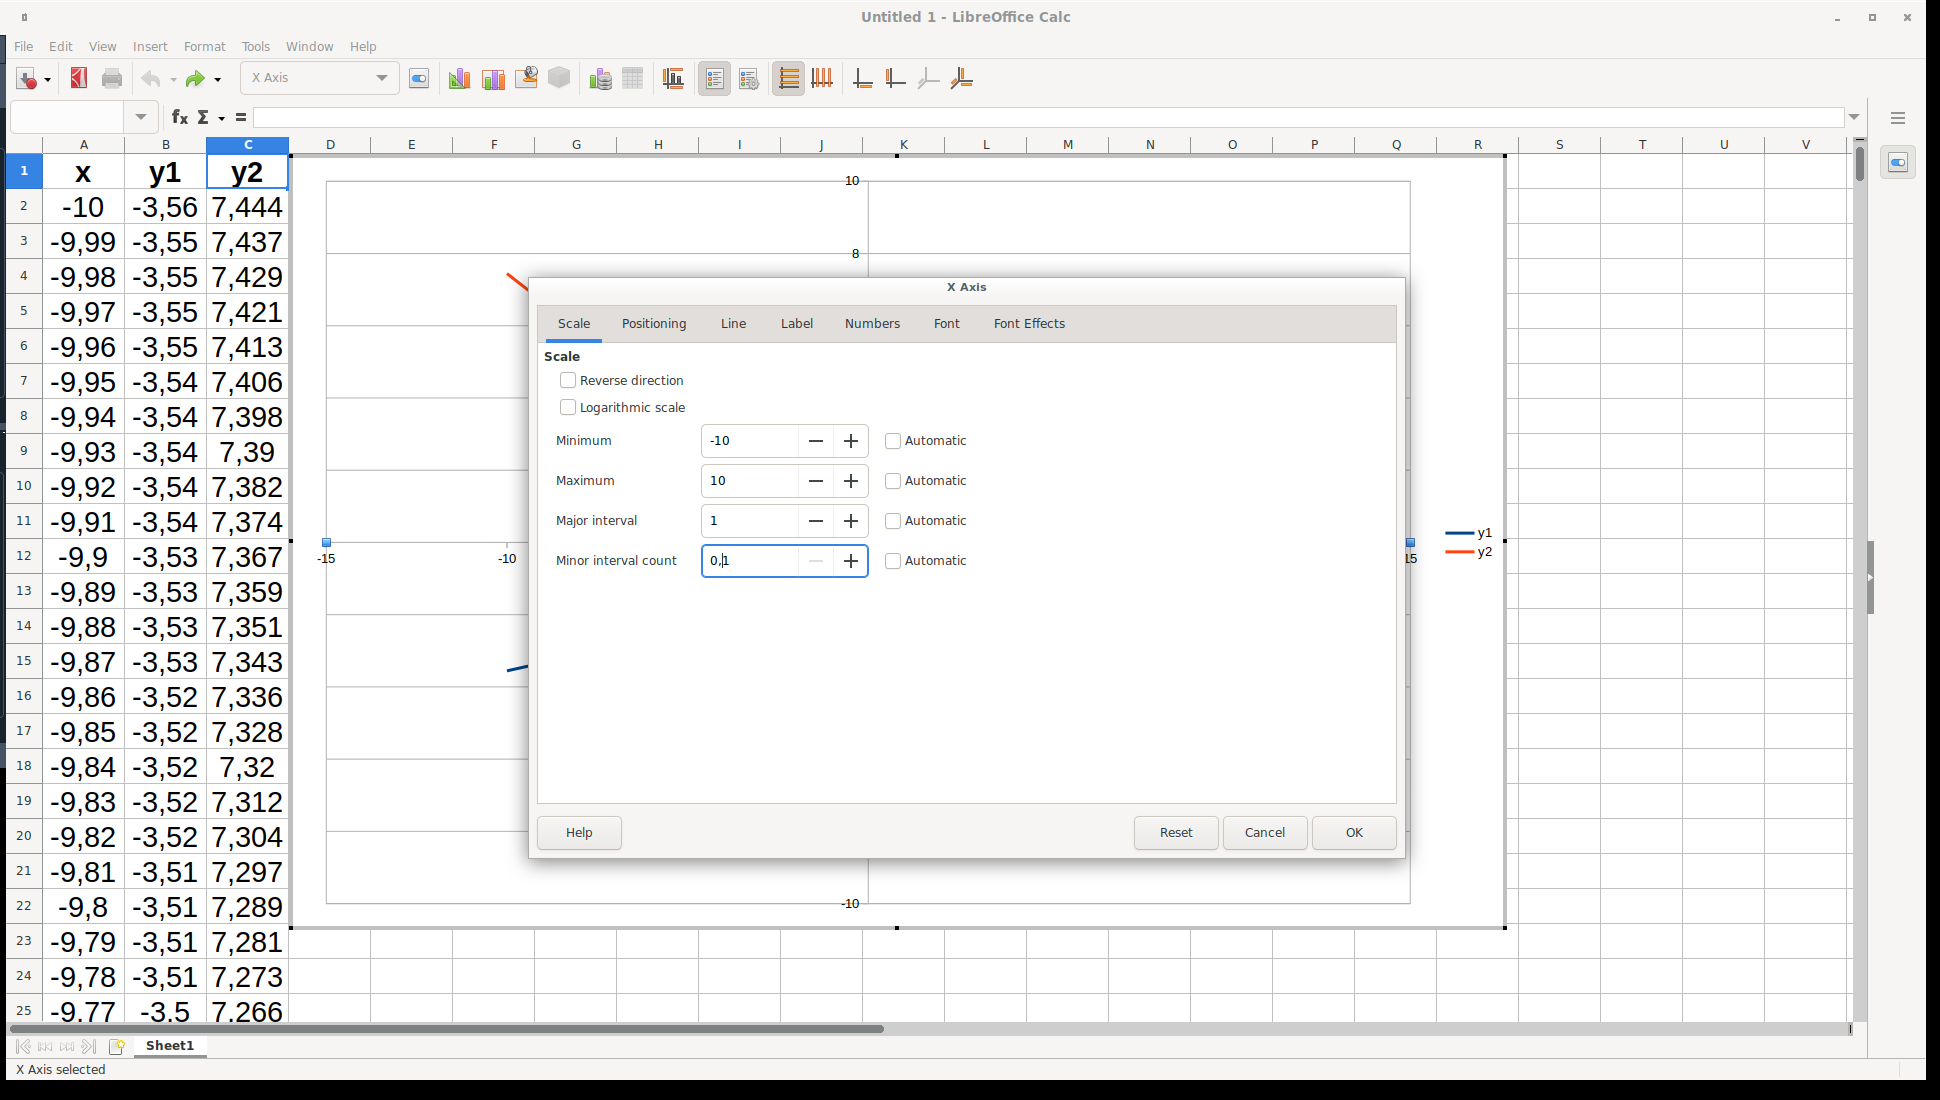 Untitled 1 - LibreOffice Calc
File Edit View Insert Format Tools Window Help
X Axis
fx Σ =
A B C D E F G H I J K L M N O P Q R S T U V
1 x y1 y2
2 -10 -3,56 7,444
3 -9,99 -3,55 7,437
4 -9,98 -3,55 7,429
5 -9,97 -3,55 7,421
6 -9,96 -3,55 7,413
7 -9,95 -3,54 7,406
8 -9,94 -3,54 7,398
9 -9,93 -3,54 7,39
10 -9,92 -3,54 7,382
11 -9,91 -3,54 7,374
12 -9,9 -3,53 7,367
13 -9,89 -3,53 7,359
14 -9,88 -3,53 7,351
15 -9,87 -3,53 7,343
16 -9,86 -3,52 7,336
17 -9,85 -3,52 7,328
18 -9,84 -3,52 7,32
19 -9,83 -3,52 7,312
20 -9,82 -3,52 7,304
21 -9,81 -3,51 7,297
22 -9,8 -3,51 7,289
23 -9,79 -3,51 7,281
24 -9,78 -3,51 7,273
25 -9,77 -3,5 7,266
10
8
-15 -10 15
-10
y1
y2
X Axis
Scale Positioning Line Label Numbers Font Font Effects
Scale
Reverse direction
Logarithmic scale
Minimum -10 Automatic
Maximum 10 Automatic
Major interval 1 Automatic
Minor interval count 0,1 Automatic
Help Reset Cancel OK
Sheet1
X Axis selected